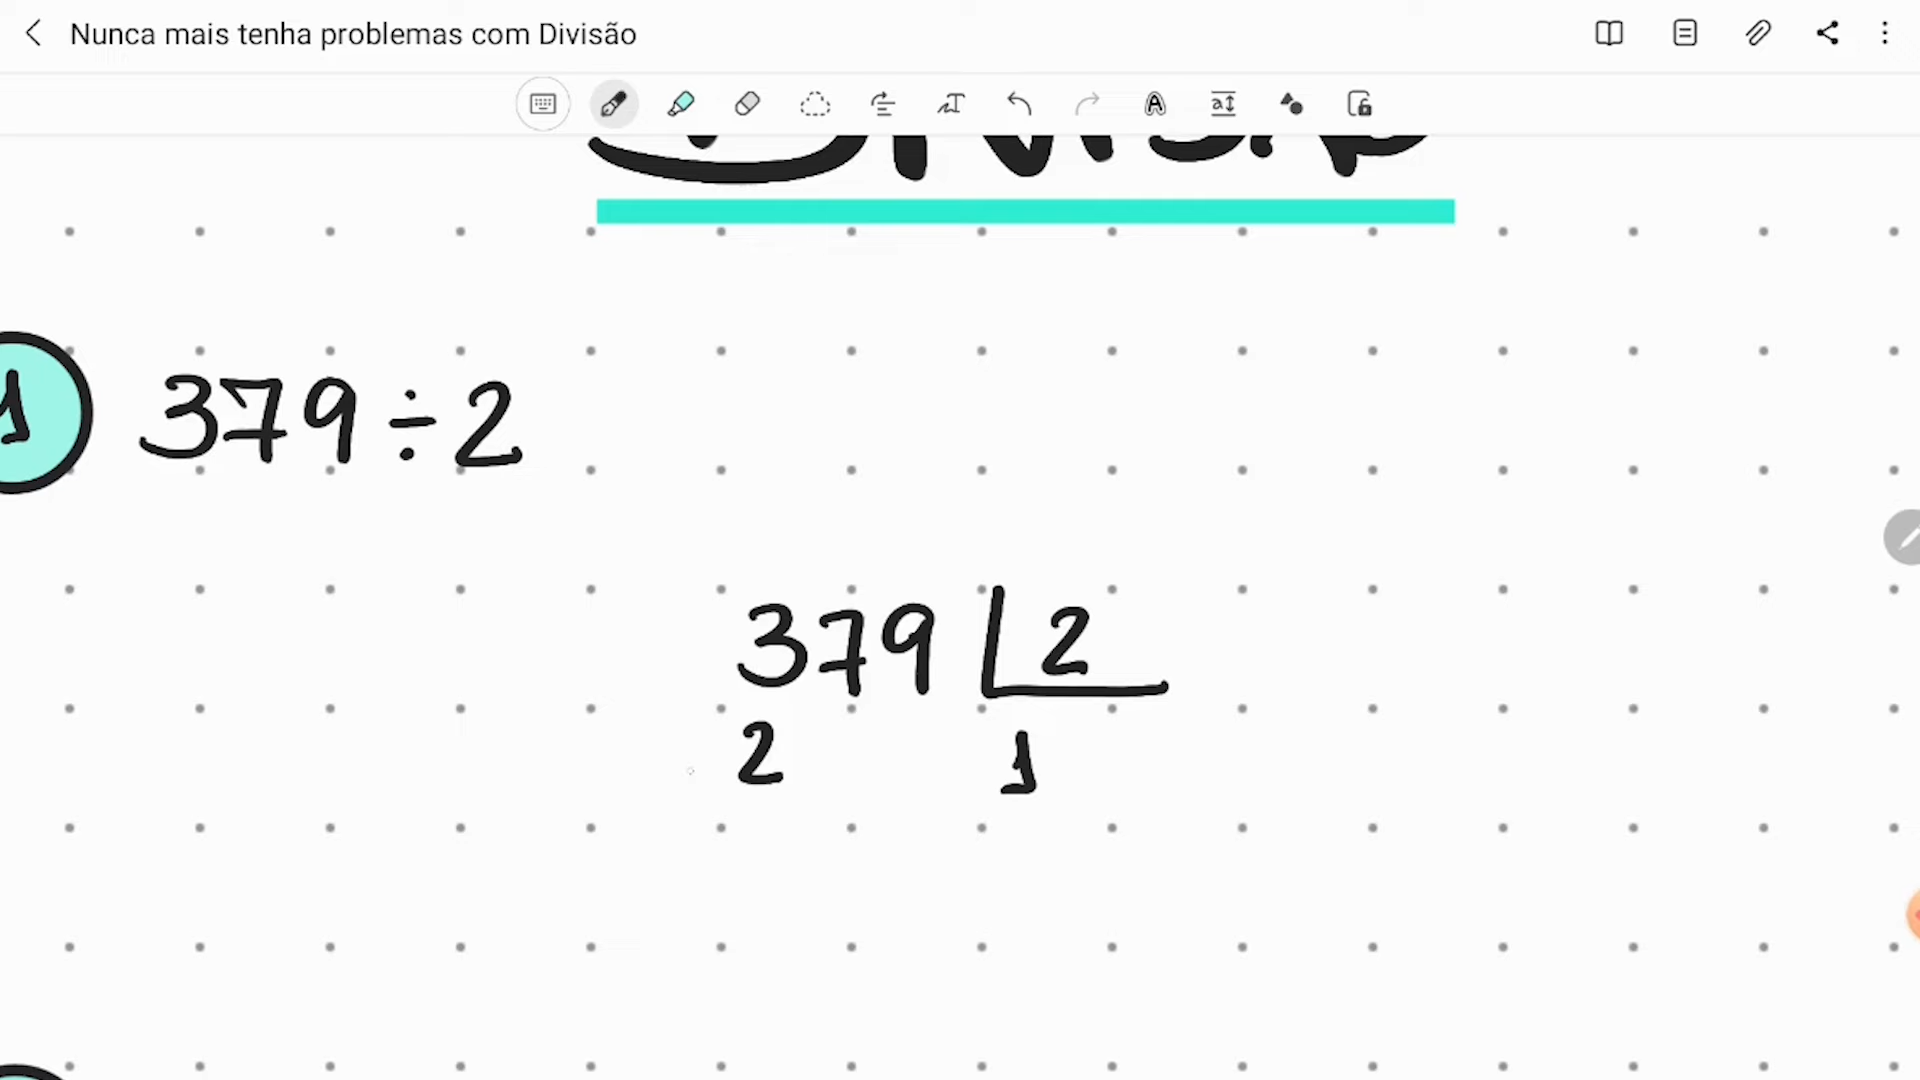 Nunca mais tenha problemas com Divisão
1 379 ÷ 2
379 2
2 1